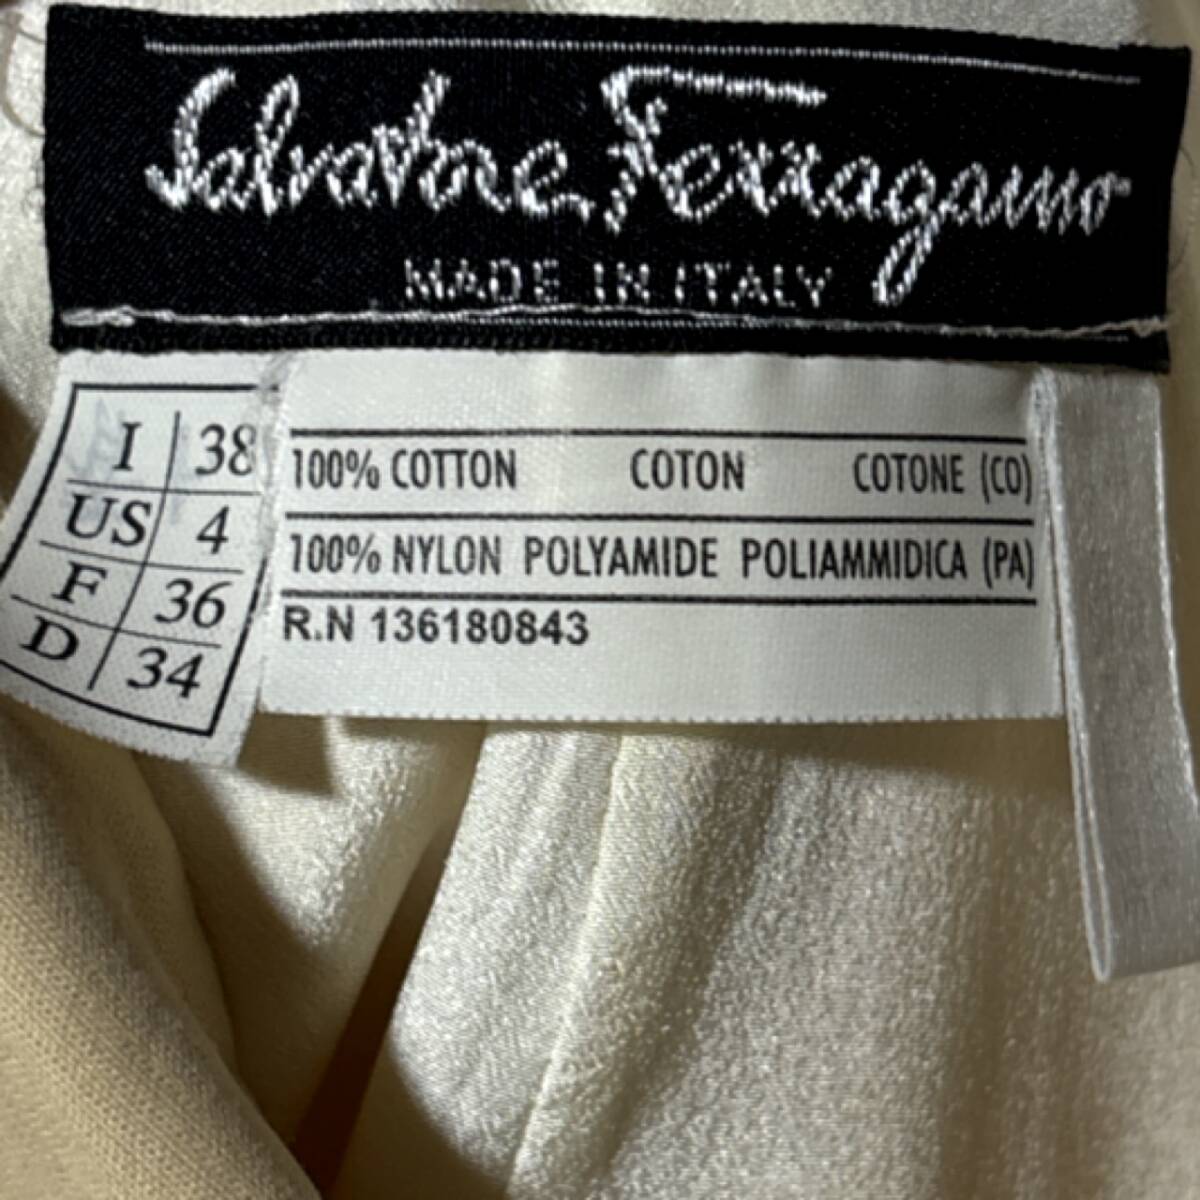 Salvatore Ferragamo
MADE IN ITALY
I 38
US 4
F 36
D 34
100% COTTON COTON COTONE (CO)
100% NYLON POLYAMIDE POLIAMMIDICA (PA)
R.N 136180843